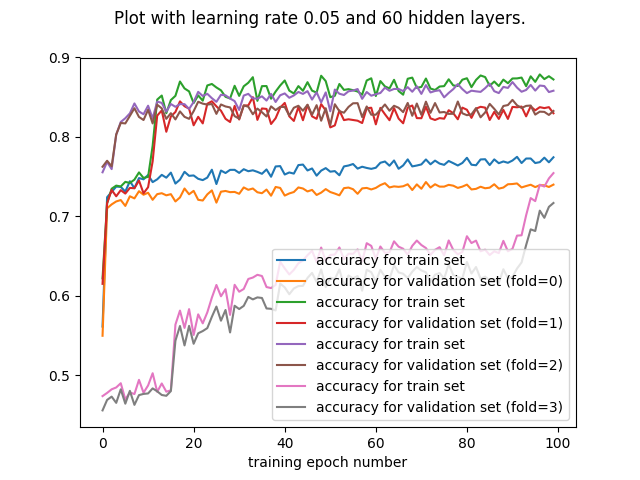 Plot with learning rate 0.05 and 60 hidden layers.
0.9
0.8
0.7
0.6
0.5
accuracy for train set
accuracy for validation set (fold=0)
accuracy for train set
accuracy for validation set (fold=1)
accuracy for train set
accuracy for validation set (fold=2)
accuracy for train set
accuracy for validation set (fold=3)
0 20 40 60 80 100
training epoch number